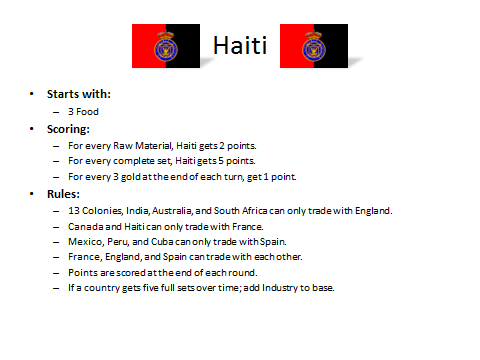 Haiti
• Starts with:
– 3 Food
• Scoring:
– For every Raw Material, Haiti gets 2 points.
– For every complete set, Haiti gets 5 points.
– For every 3 gold at the end of each turn, get 1 point.
• Rules:
– 13 Colonies, India, Australia, and South Africa can only trade with England.
– Canada and Haiti can only trade with France.
– Mexico, Peru, and Cuba can only trade with Spain.
– France, England, and Spain can trade with each other.
– Points are scored at the end of each round.
– If a country gets five full sets over time; add Industry to base.